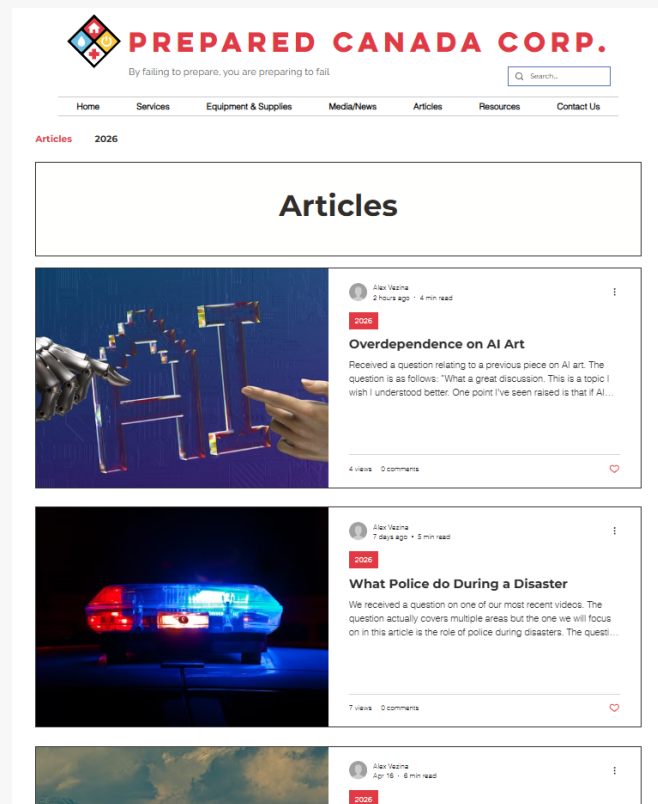 PREPARED CANADA CORP.
By failing to prepare, you are preparing to fail
Search...
Home Services Equipment & Supplies Media/News Articles Resources Contact Us
Articles 2026
Articles
AI
Alex Vezina
2 hours ago · 4 min read
2026
Overdependence on AI Art
Received a question relating to a previous piece on AI art. The
question is as follows: "What a great discussion. This is a topic I
wish I understood better. One point I've seen raised is that if AI...
4 views 0 comments
Alex Vezina
7 days ago · 5 min read
2026
What Police do During a Disaster
We received a question on one of our most recent videos. The
question actually covers multiple areas but the one we will focus
on in this article is the role of police during disasters. The questi...
7 views 0 comments
Alex Vezina
Apr 16 · 6 min read
2026